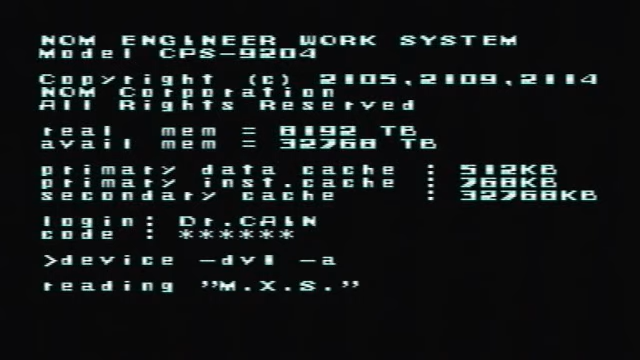 NOM ENGINEER WORK SYSTEM
Model CPS-9204
Copyright (c) 2105,2109,2114
NOM Corporation
All Rights Reserved
real mem = 8192 TB
avail mem = 32768 TB
primary data cache : 512KB
primary inst.cache : 768KB
secondary cache : 32768KB
login: Dr.CAIN
code : ******
>device -dvl -a
reading "M.X.S."